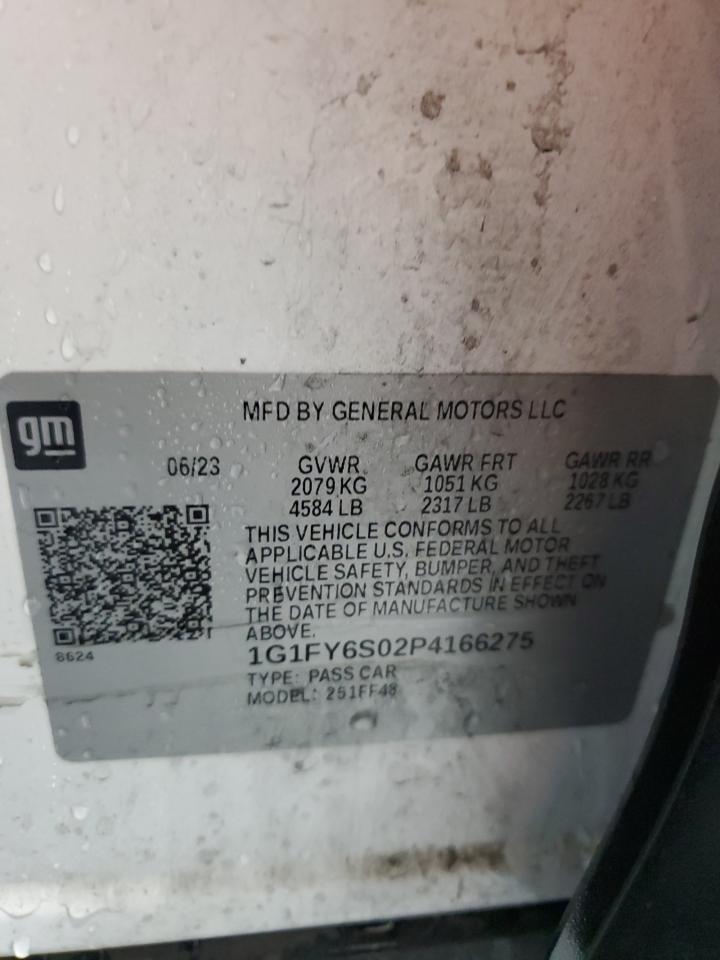 gm
MFD BY GENERAL MOTORS LLC
06/23 GVWR GAWR FRT GAWR RR
2079 KG 1051 KG 1028 KG
4584 LB 2317 LB 2267 LB
THIS VEHICLE CONFORMS TO ALL
APPLICABLE U.S. FEDERAL MOTOR
VEHICLE SAFETY, BUMPER, AND THEFT
PREVENTION STANDARDS IN EFFECT ON
THE DATE OF MANUFACTURE SHOWN
ABOVE.
8624
1G1FY6S02P4166275
TYPE: PASS CAR
MODEL: 251FF48